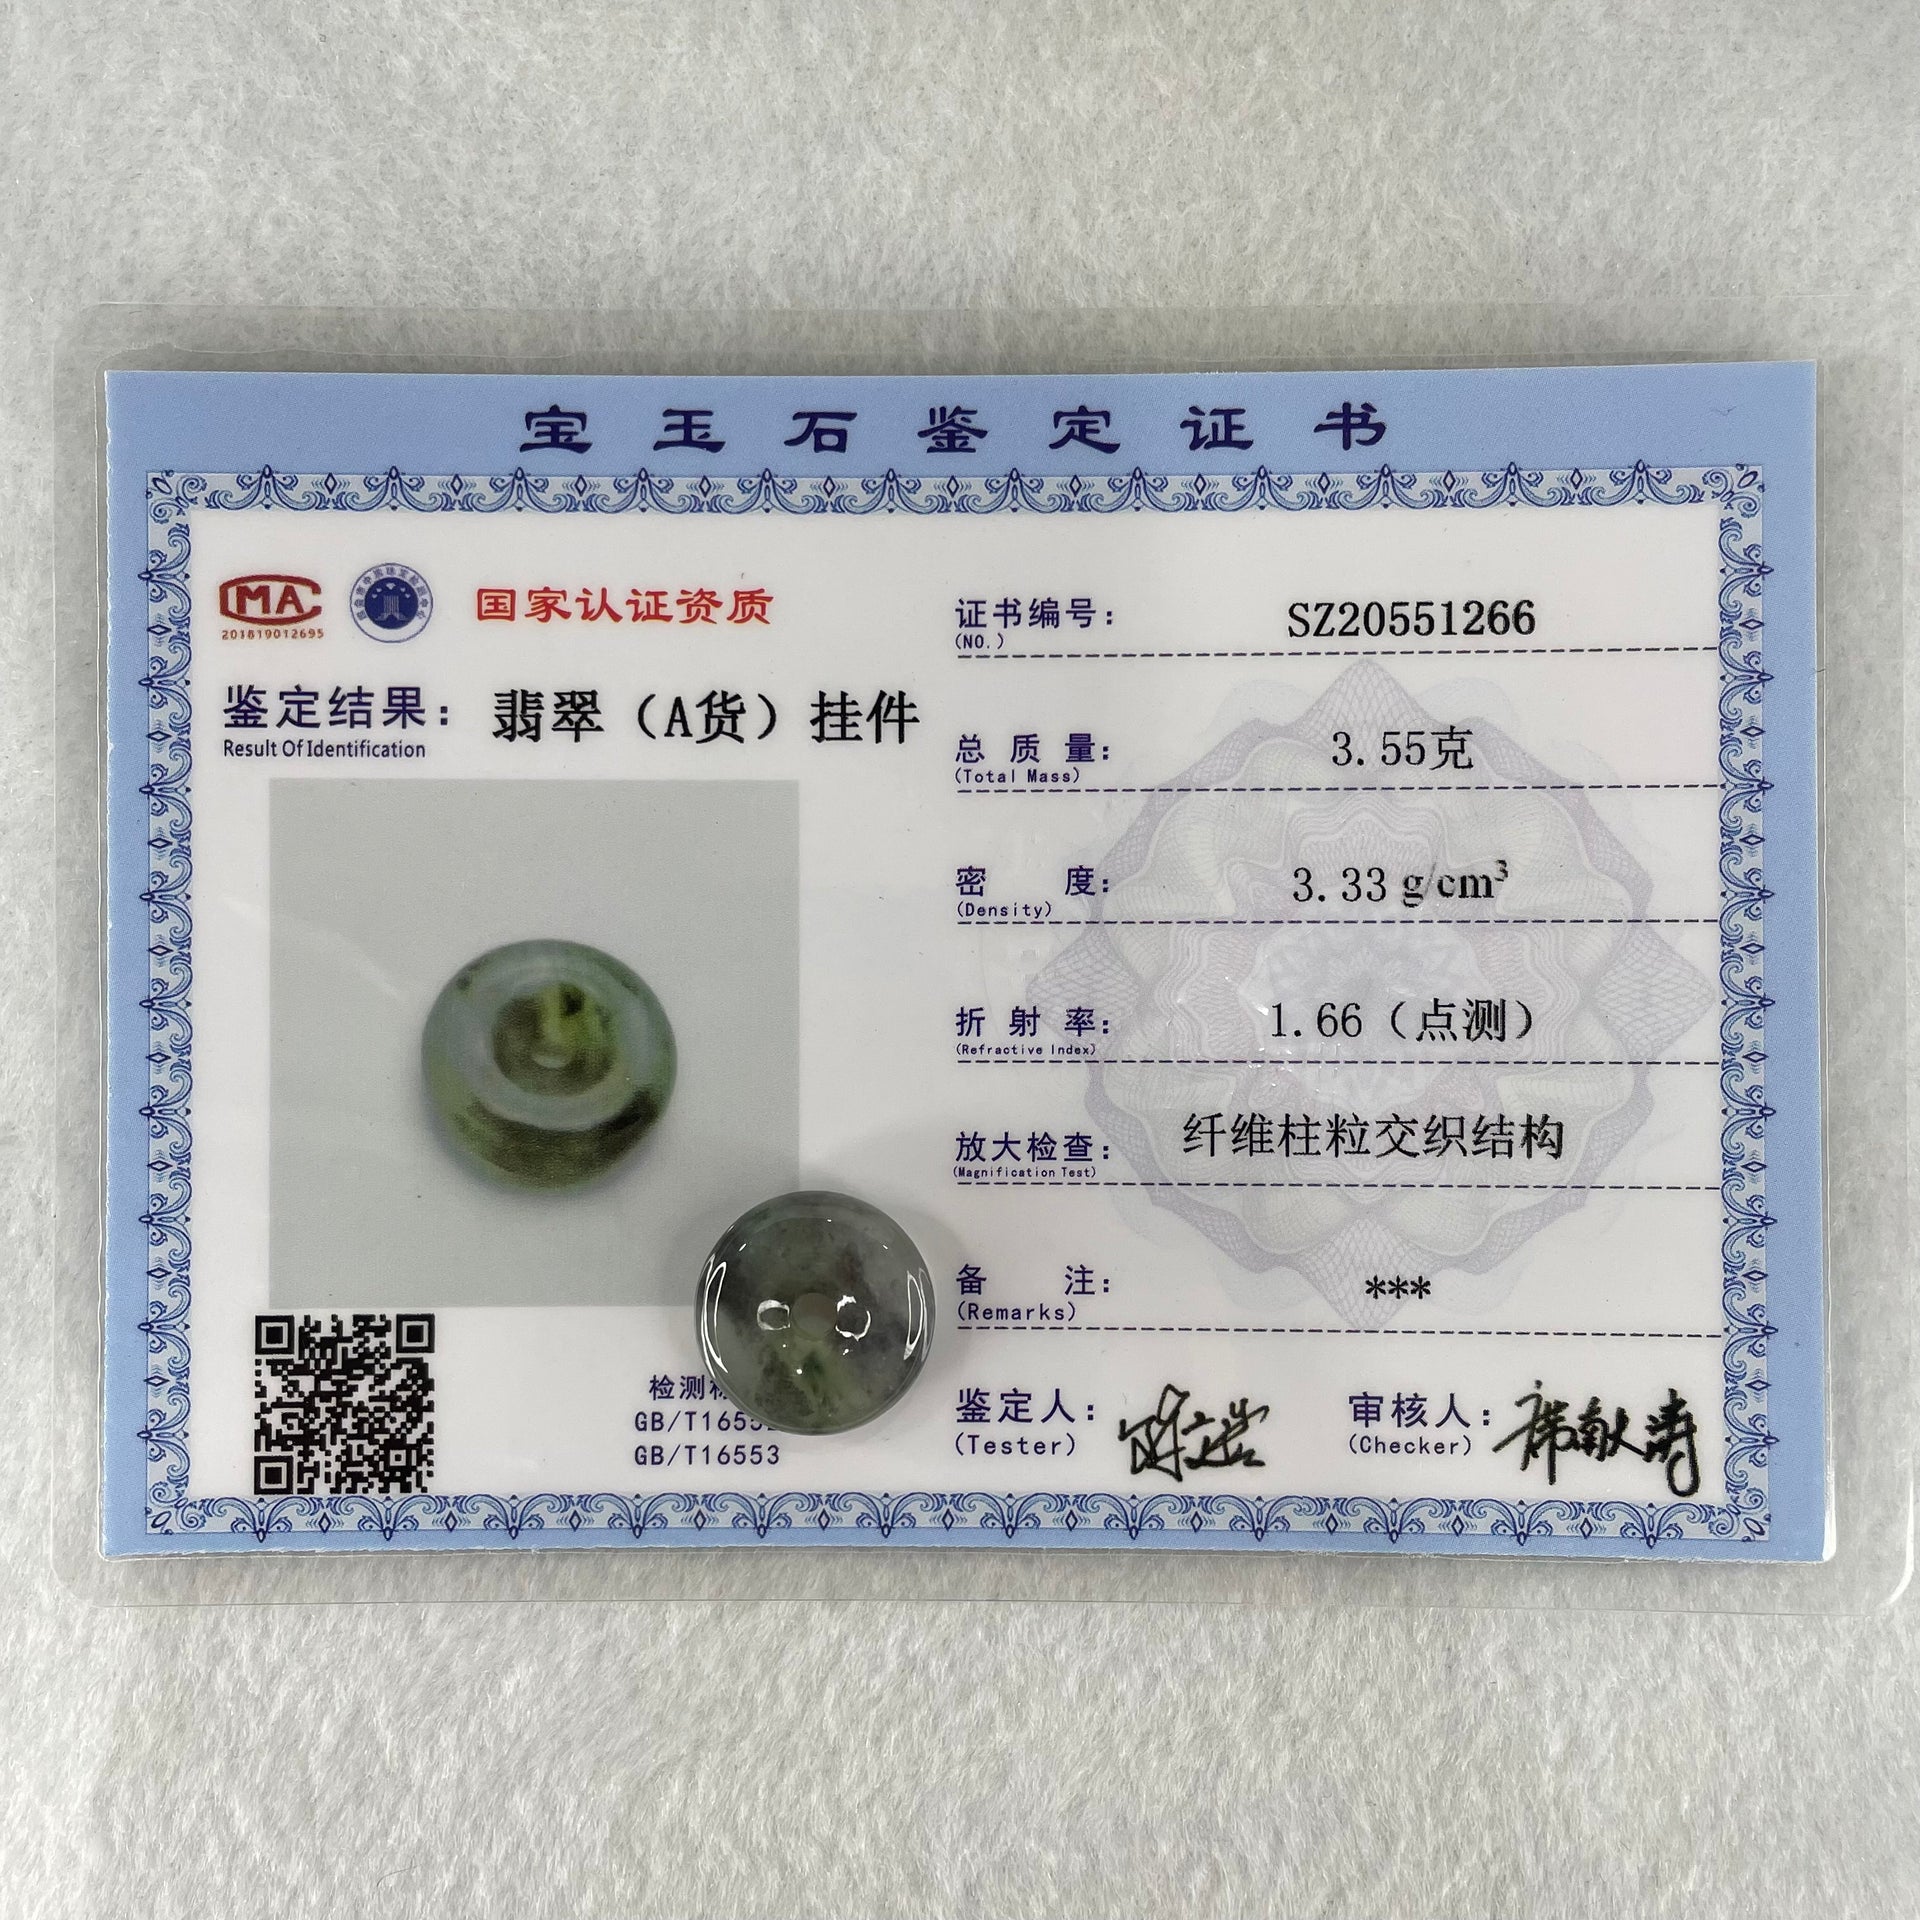 宝玉石鉴定证书
CMA
201819012695
国家认证资质
鉴定结果：翡翠（A货）挂件
Result Of Identification
证书编号：SZ20551266
(NO.)
总质量：3.55克
(Total Mass)
密度：3.33 g/cm³
(Density)
折射率：1.66（点测）
(Refractive Index)
放大检查：纤维柱粒交织结构
(Magnification Test)
备注：***
(Remarks)
检测
GB/T1655
GB/T16553
鉴定人：
(Tester)
审核人：
(Checker)